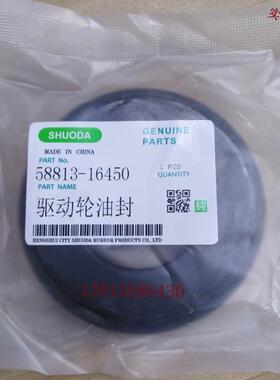 SHUODA
GENUINE
PARTS
MADE IN CHINA
PART No.
58813-16450
1 PCS
QUANTITY
PART NAME
驱动轮油封
HENGSHUI CITY SHUODA RUBBER PRODUCTS CO., LTD